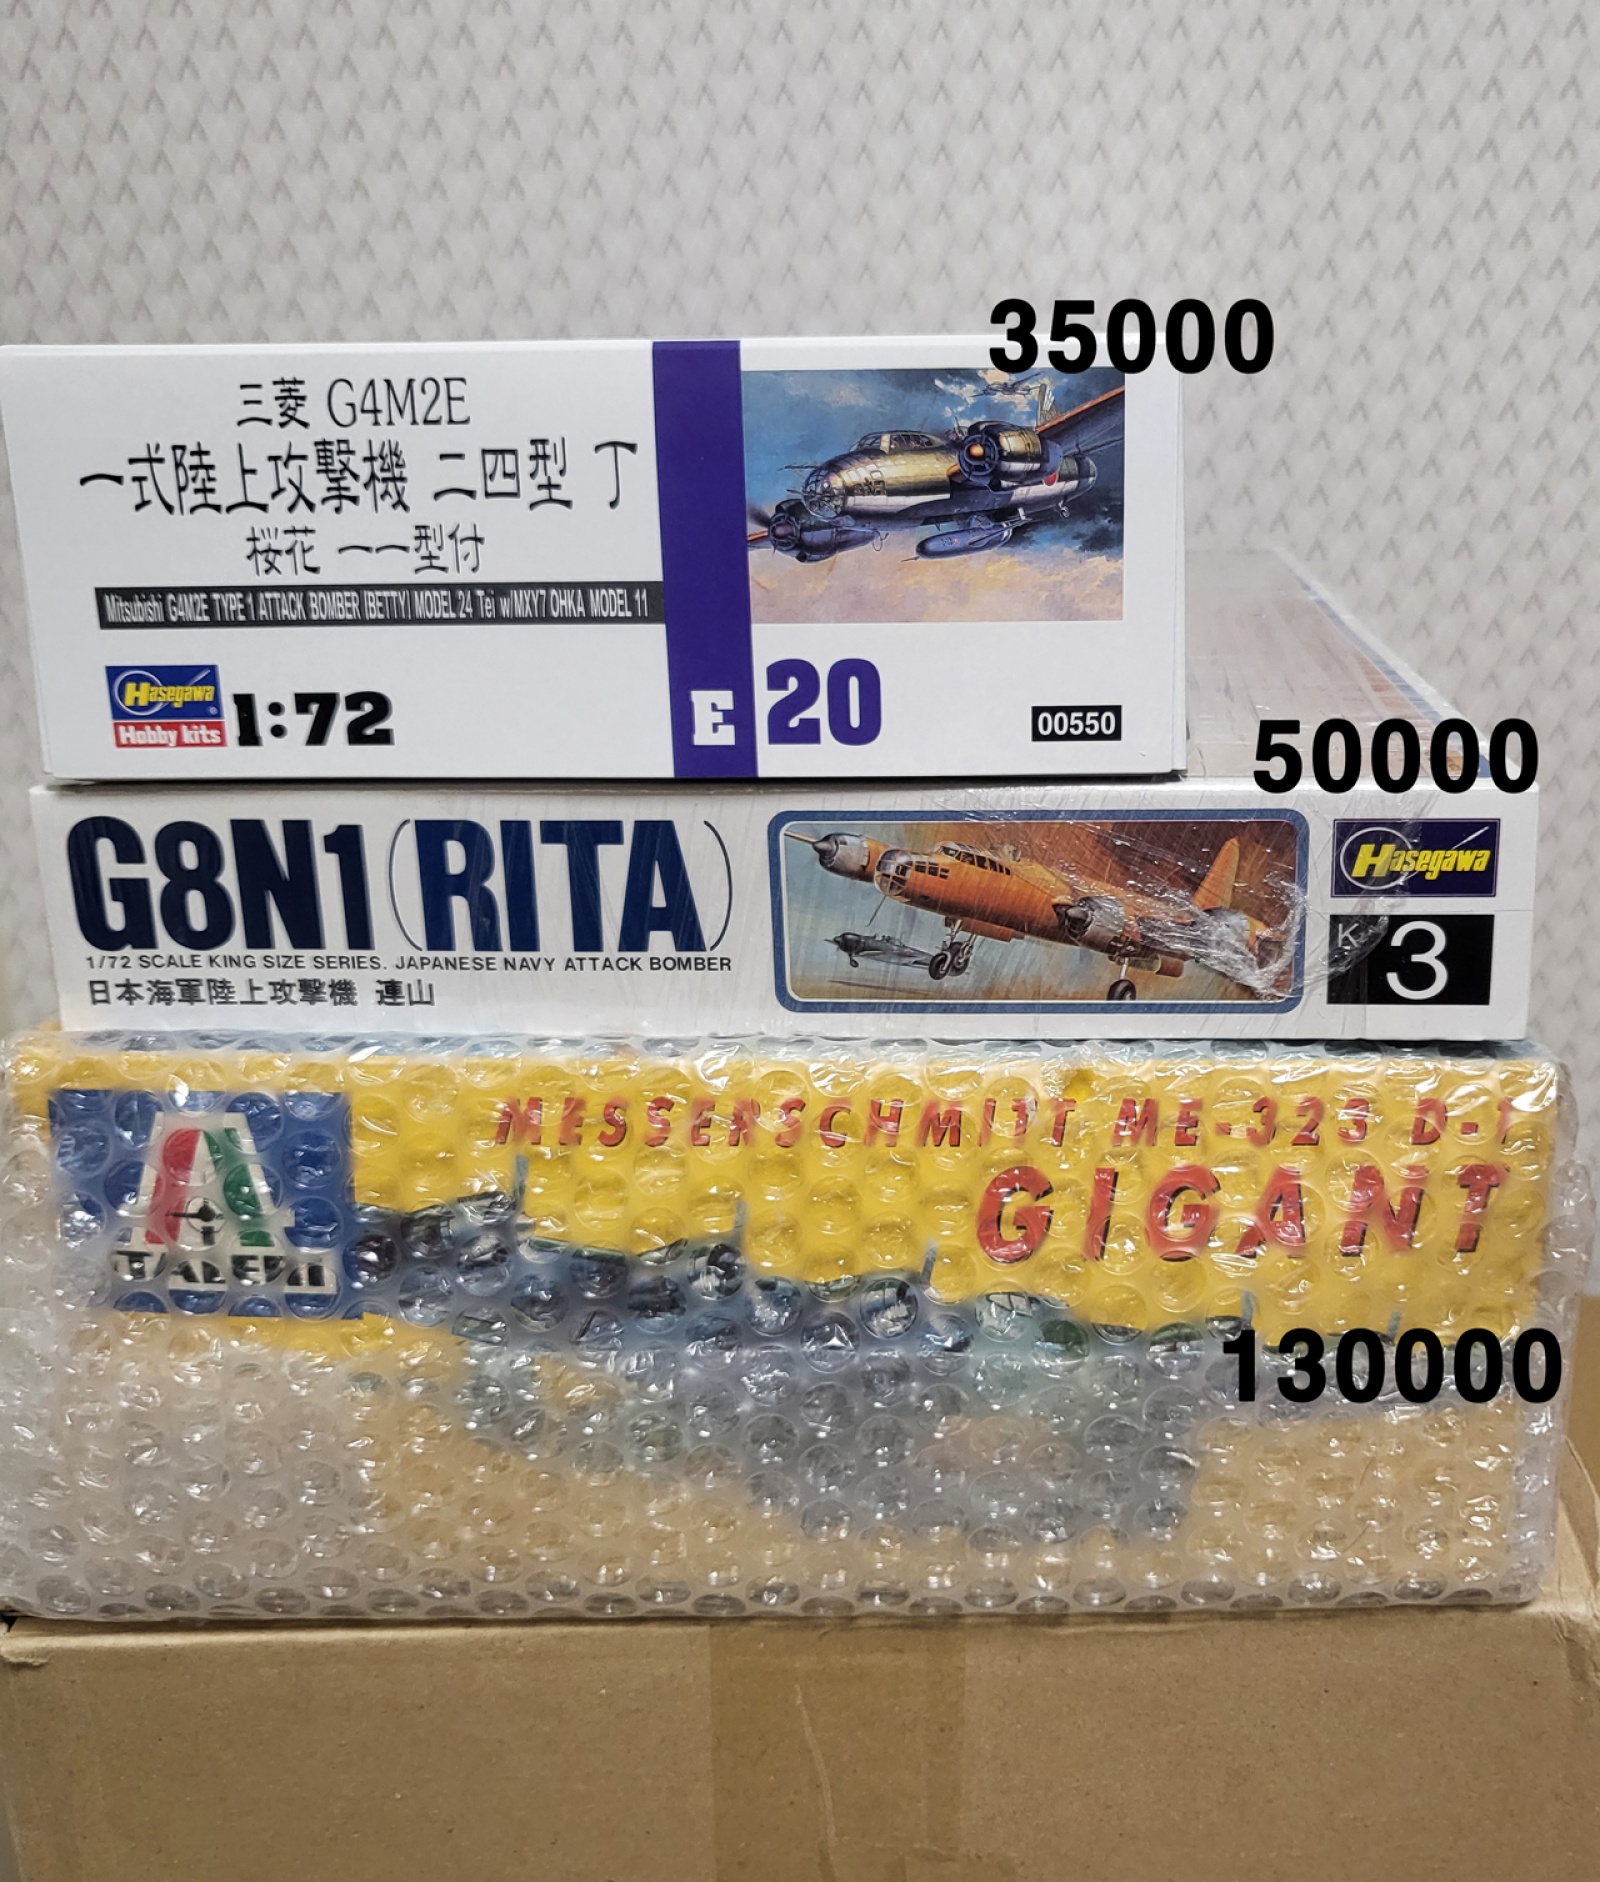 35000
三菱 G4M2E
一式陸上攻撃機 二四型 丁
桜花 一一型付
Mitsubishi G4M2E TYPE 1 ATTACK BOMBER (BETTY) MODEL 24 Tei w/MXY7 OHKA MODEL 11
Hasegawa
Hobby kits
1:72
E 20
00550
50000
G8N1 (RITA)
1/72 SCALE KING SIZE SERIES. JAPANESE NAVY ATTACK BOMBER
日本海軍陸上攻撃機 連山
Hasegawa
K 3
MESSERSCHMITT ME-323 D-1
GIGANT
ITALERI
130000